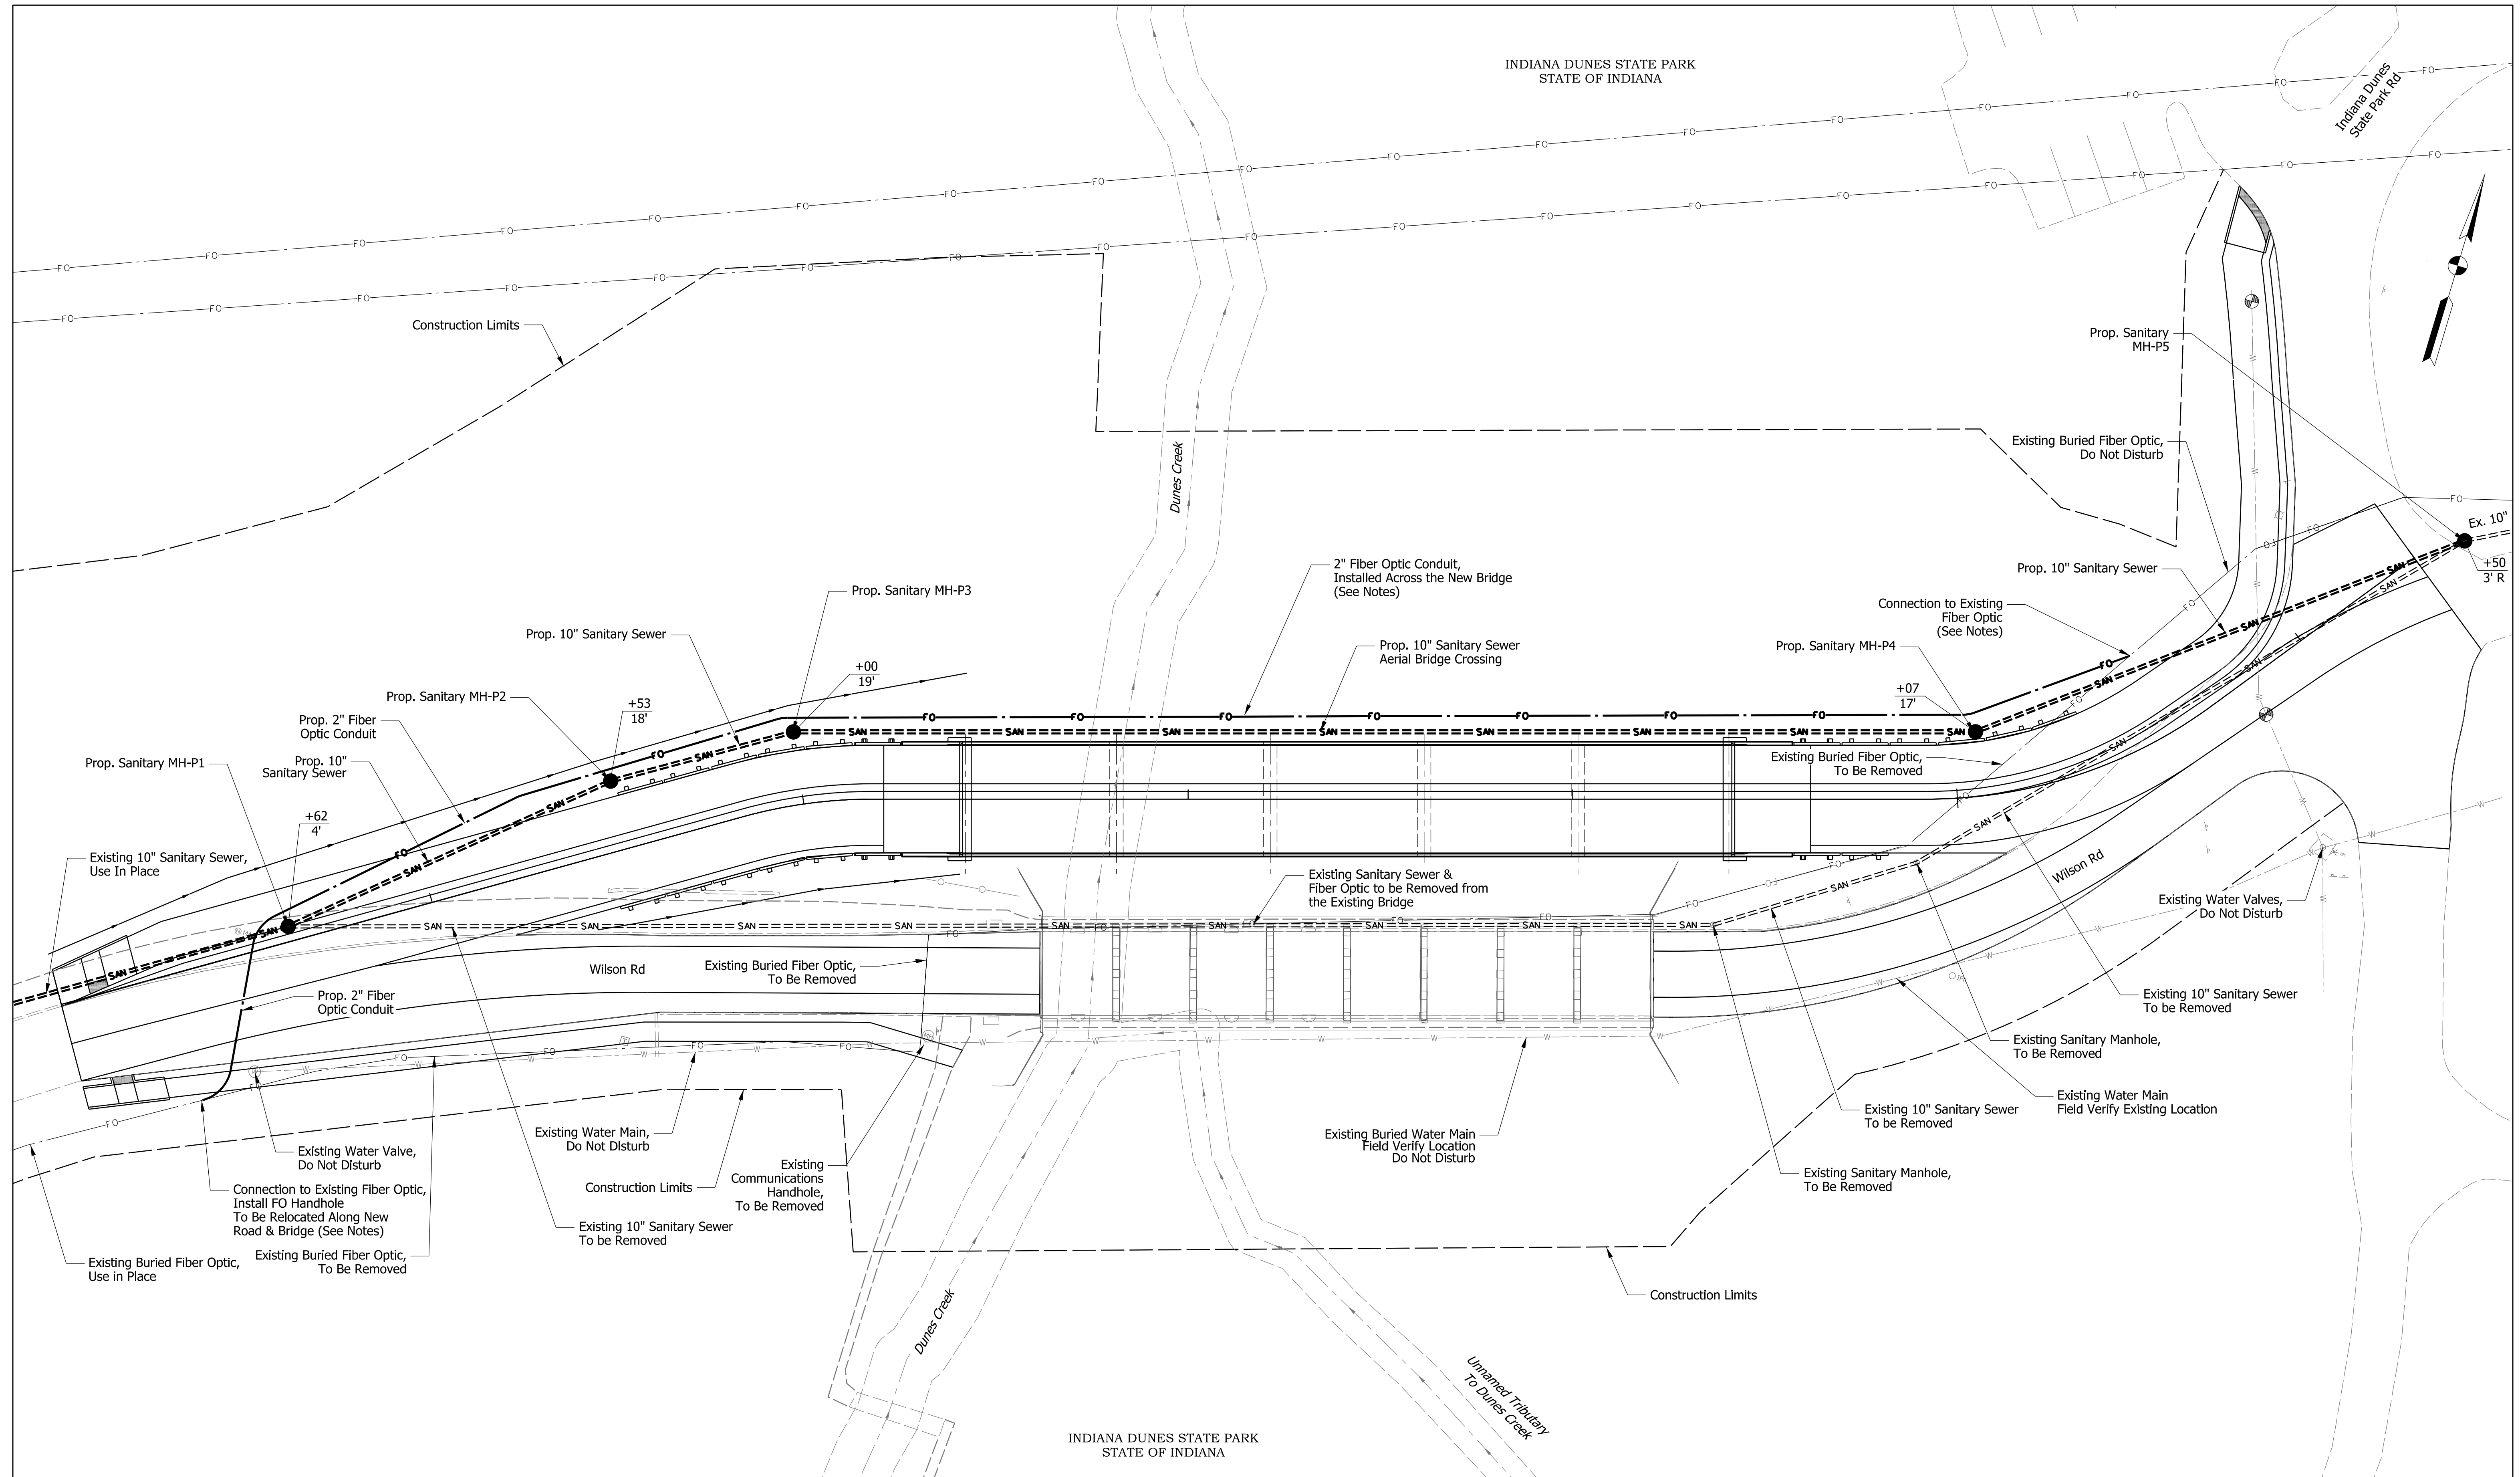 INDIANA DUNES STATE PARK
STATE OF INDIANA
Indiana Dunes
State Park Rd
Construction Limits
Prop. Sanitary
MH-P5
Existing Buried Fiber Optic,
Do Not Disturb
Dunes Creek
Ex. 10"
+50
3' R
2" Fiber Optic Conduit,
Installed Across the New Bridge
(See Notes)
Prop. 10" Sanitary Sewer
Prop. Sanitary MH-P3
Connection to Existing
Fiber Optic
(See Notes)
Prop. 10" Sanitary Sewer
Prop. 10" Sanitary Sewer
Aerial Bridge Crossing
Prop. Sanitary MH-P4
+00
19'
Prop. Sanitary MH-P2
+53
18'
+07
17'
Prop. 2" Fiber
Optic Conduit
Prop. Sanitary MH-P1
Prop. 10"
Sanitary Sewer
Existing Buried Fiber Optic,
To Be Removed
+62
4'
Existing 10" Sanitary Sewer,
Use In Place
Existing Sanitary Sewer &
Fiber Optic to be Removed from
the Existing Bridge
Wilson Rd
Existing Water Valves,
Do Not Disturb
Wilson Rd
Existing Buried Fiber Optic,
To Be Removed
Prop. 2" Fiber
Optic Conduit
Existing 10" Sanitary Sewer
To be Removed
Existing Sanitary Manhole,
To Be Removed
Existing Water Main
Field Verify Existing Location
Existing 10" Sanitary Sewer
To be Removed
Existing Water Main,
Do Not Disturb
Existing Buried Water Main
Field Verify Location
Do Not Disturb
Existing Water Valve,
Do Not Disturb
Existing
Communications
Handhole,
To Be Removed
Existing Sanitary Manhole,
To Be Removed
Construction Limits
Connection to Existing Fiber Optic,
Install FO Handhole
To Be Relocated Along New
Road & Bridge (See Notes)
Existing 10" Sanitary Sewer
To be Removed
Existing Buried Fiber Optic,
To Be Removed
Existing Buried Fiber Optic,
Use in Place
Construction Limits
Dunes Creek
Unnamed Tributary
To Dunes Creek
INDIANA DUNES STATE PARK
STATE OF INDIANA